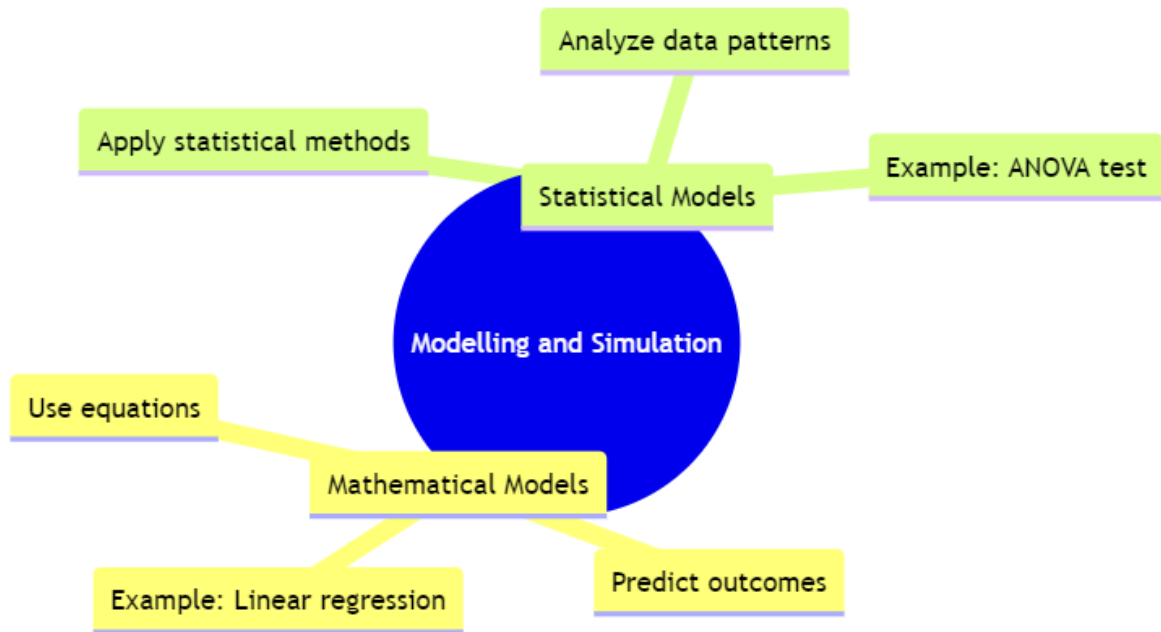 Analyze data patterns
Apply statistical methods
Example: ANOVA test
Statistical Models
Modelling and Simulation
Use equations
Mathematical Models
Predict outcomes
Example: Linear regression